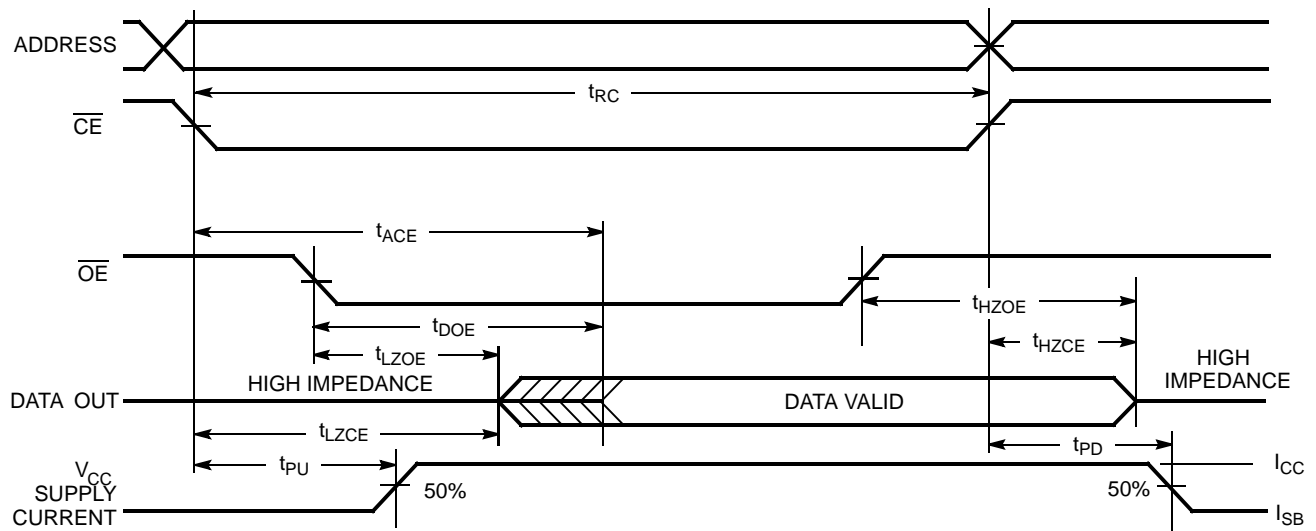 ADDRESS
tRC
CE
tACE
OE
tHZOE
tDOE
tLZOE
tHZCE
HIGH IMPEDANCE
HIGH
IMPEDANCE
DATA OUT
DATA VALID
tLZCE
tPD
tPU
VCC
SUPPLY
CURRENT
50%
50%
ICC
ISB